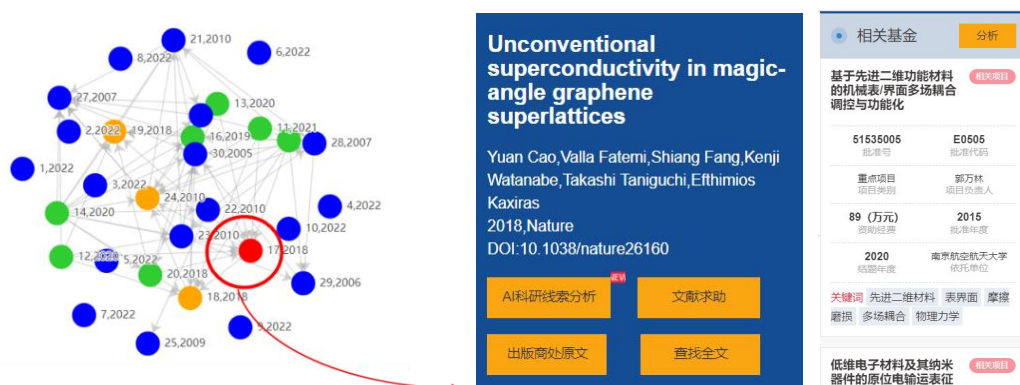 21,2010
8,2022
6,2022
27,2007
13,2020
2,2022
19,2018
16,2019
11,2021
28,2007
30,2005
1,2022
3,2022
24,2010
14,2020
22,2010
4,2022
23,2010
10,2022
17,2018
12,2020
5,2022
20,2018
29,2006
18,2018
7,2022
9,2022
25,2009
Unconventional
superconductivity in magic-
angle graphene
superlattices
Yuan Cao,Valla Fatemi,Shiang Fang,Kenji
Watanabe,Takashi Taniguchi,Efthimios
Kaxiras
2018,Nature
DOI:10.1038/nature26160
AI科研线索分析 NEW 文献求助
出版商处原文 查找全文
相关基金 分析
基于先进二维功能材料 相关项目
的机械表/界面多场耦合
调控与功能化
51535005 E0505
批准号 批准代码
重点项目 郭万林
项目类别 项目负责人
89 (万元) 2015
资助经费 批准年度
2020 南京航空航天大学
结题年度 依托单位
关键词 先进二维材料 表界面 摩擦
磨损 多场耦合 物理力学
低维电子材料及其纳米 相关项目
器件的原位电输运表征